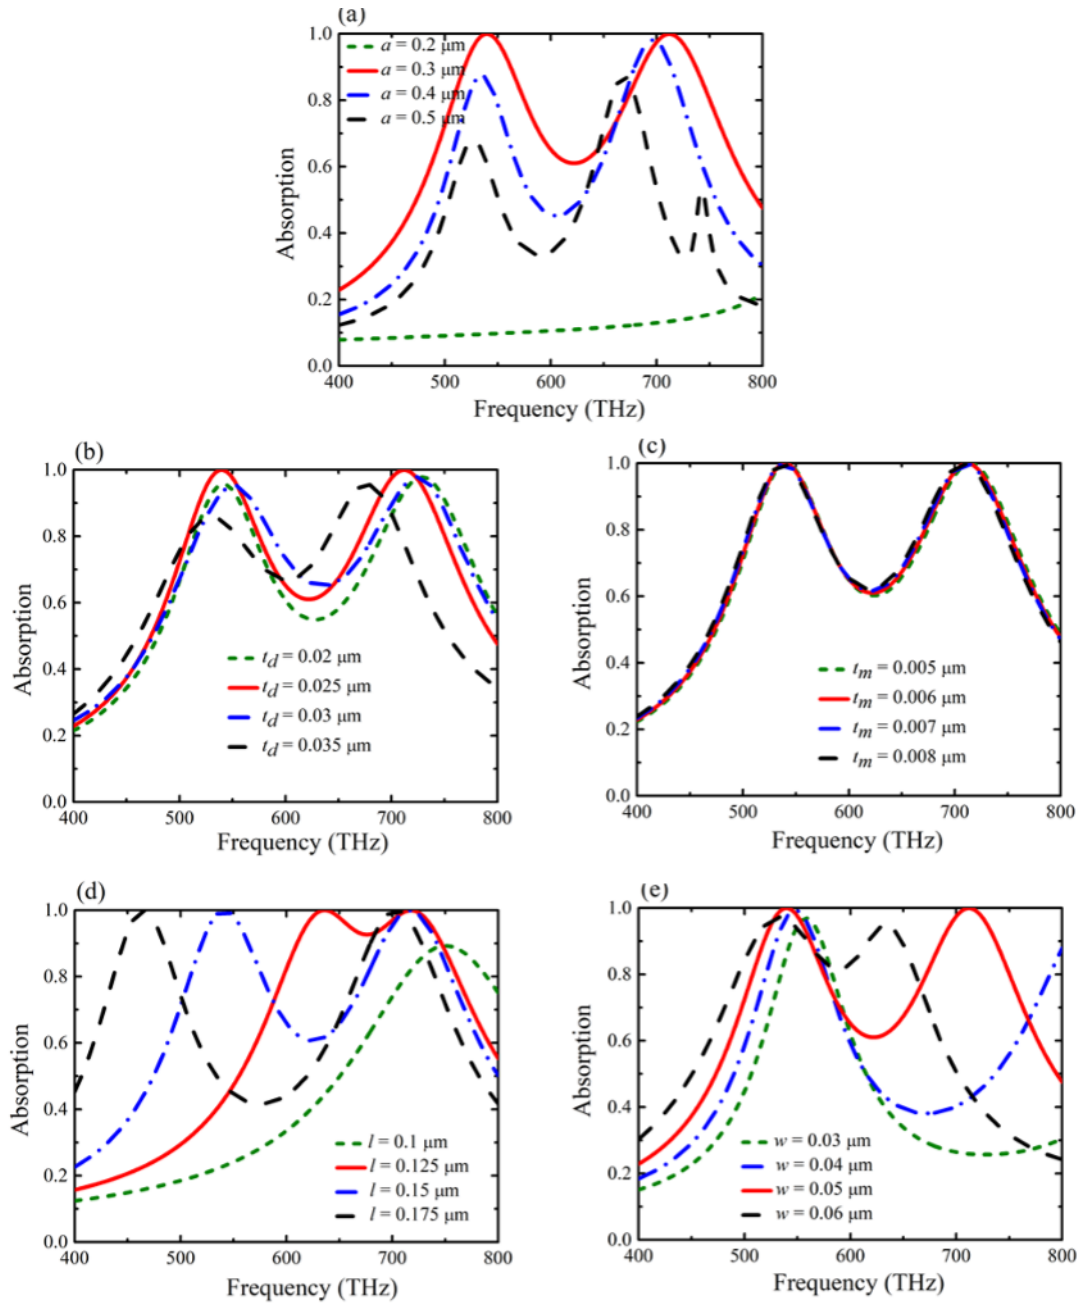 (a)
1.0
0.8
0.6
0.4
0.2
0.0
Absorption
a = 0.2 μm
a = 0.3 μm
a = 0.4 μm
a = 0.5 μm
400 500 600 700 800
Frequency (THz)
(b)
1.0
0.8
0.6
0.4
0.2
0.0
Absorption
t_d = 0.02 μm
t_d = 0.025 μm
t_d = 0.03 μm
t_d = 0.035 μm
400 500 600 700 800
Frequency (THz)
(c)
1.0
0.8
0.6
0.4
0.2
0.0
Absorption
t_m = 0.005 μm
t_m = 0.006 μm
t_m = 0.007 μm
t_m = 0.008 μm
400 500 600 700 800
Frequency (THz)
(d)
1.0
0.8
0.6
0.4
0.2
0.0
Absorption
l = 0.1 μm
l = 0.125 μm
l = 0.15 μm
l = 0.175 μm
400 500 600 700 800
Frequency (THz)
(e)
1.0
0.8
0.6
0.4
0.2
0.0
Absorption
w = 0.03 μm
w = 0.04 μm
w = 0.05 μm
w = 0.06 μm
400 500 600 700 800
Frequency (THz)